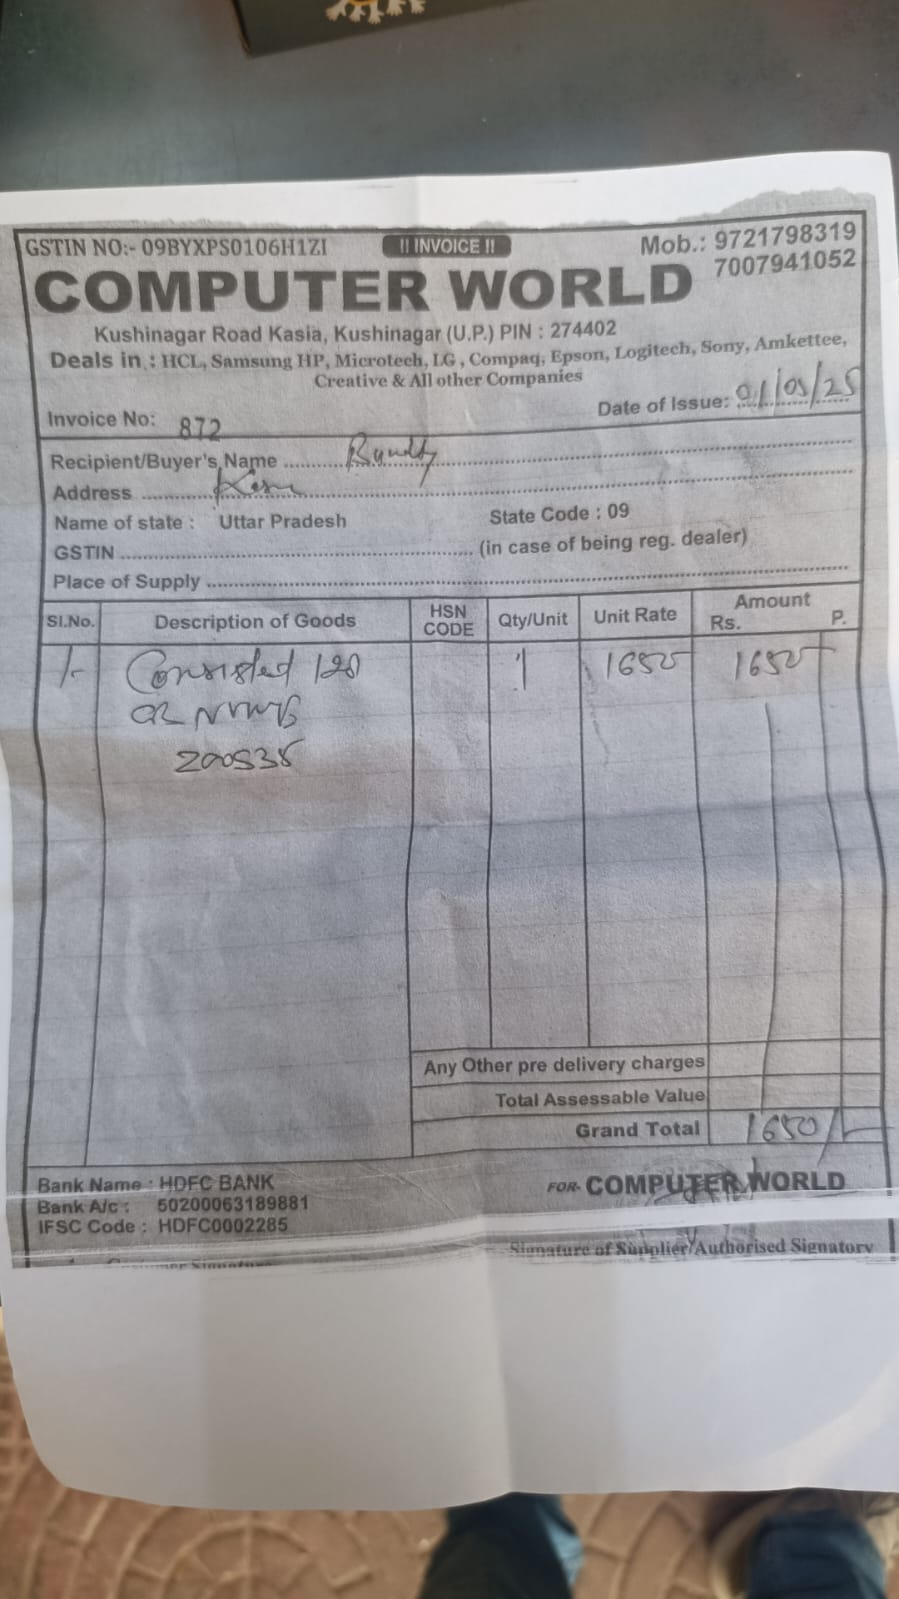 GSTIN NO:- 09BYXPS0106H1ZI
!! INVOICE !!
Mob.: 9721798319
7007941052
COMPUTER WORLD
Kushinagar Road Kasia, Kushinagar (U.P.) PIN : 274402
Deals in : HCL, Samsung HP, Microtech, LG, Compaq, Epson, Logitech, Sony, Amkettee,
Creative & All other Companies
Invoice No: 872
Date of Issue: 01/05/25
Recipient/Buyer's Name
Address
Name of state : Uttar Pradesh
State Code : 09
GSTIN (in case of being reg. dealer)
Place of Supply
Sl.No. Description of Goods HSN CODE Qty/Unit Unit Rate Amount Rs. P.
1- 1 1650 1650
Any Other pre delivery charges
Total Assessable Value
Grand Total 1650/-
Bank Name : HDFC BANK
Bank A/c : 50200063189881
IFSC Code : HDFC0002285
FOR- COMPUTER WORLD
Signature of Supplier/Authorised Signatory